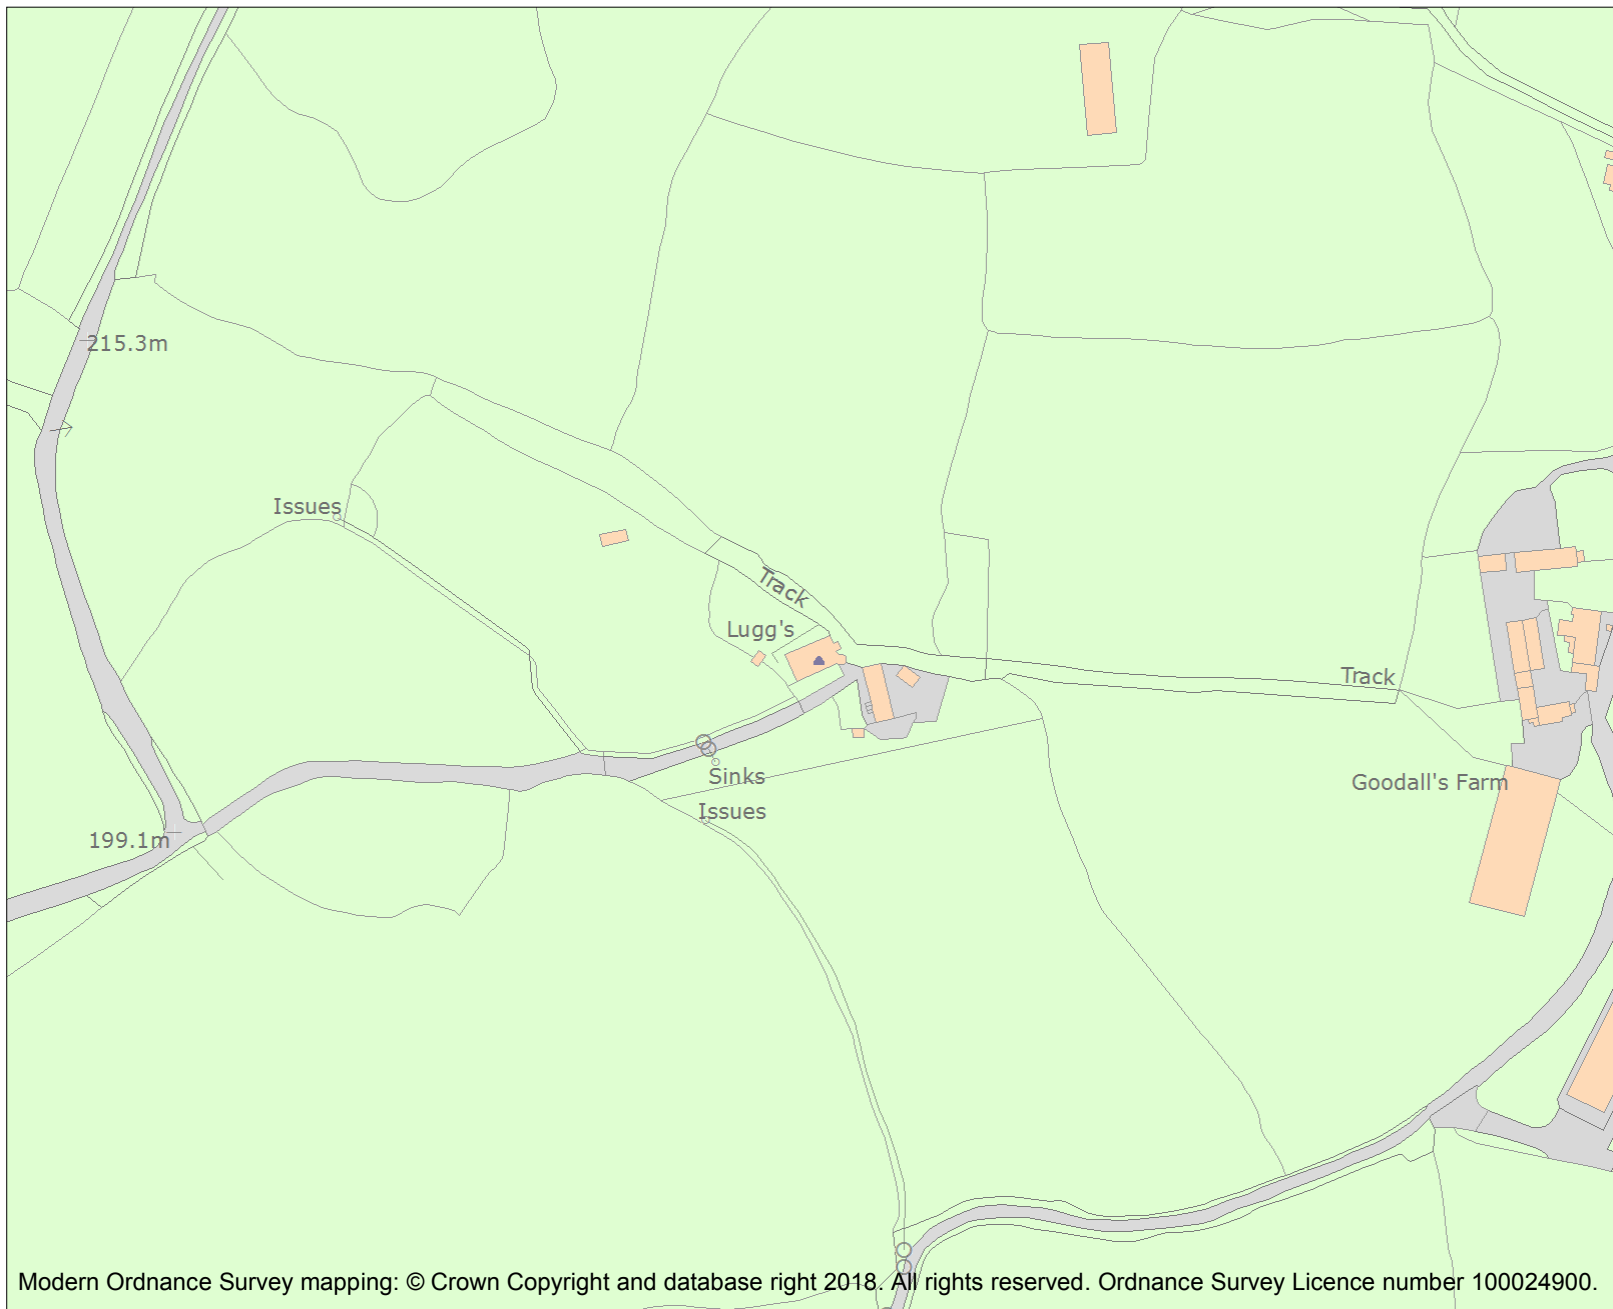 215.3m
Issues
Track
Lugg's
Track
Sinks
Goodall's Farm
Issues
199.1m
Modern Ordnance Survey mapping: © Crown Copyright and database right 2018. All rights reserved. Ordnance Survey Licence number 100024900.